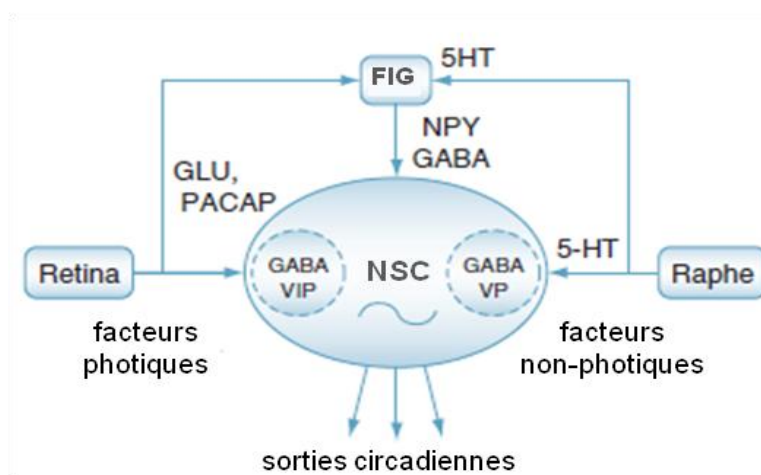 FIG
5HT
NPY
GABA
GLU,
PACAP
Retina
GABA
VIP
NSC
GABA
VP
5-HT
Raphe
facteurs
photiques
facteurs
non-photiques
sorties circadiennes